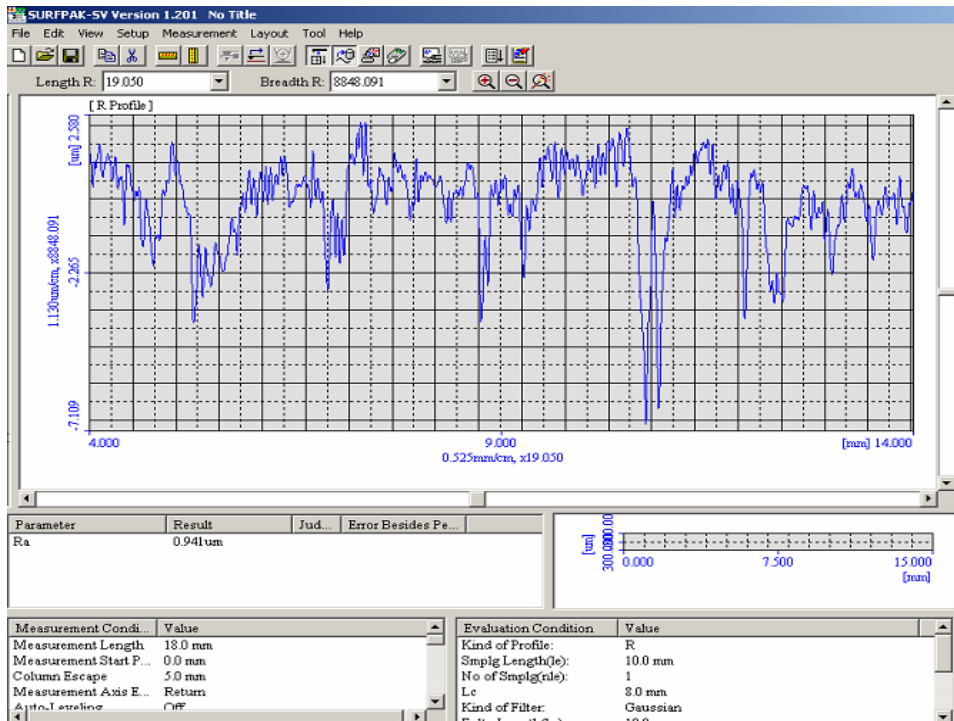 SURFPAK-SV Version 1.201 No Title
File Edit View Setup Measurement Layout Tool Help
Length R: 19.050 Breadth R: 8848.091
[ R Profile ]
[um] 2.580
-2.265
-7.109
1.130um/cm, x8848.091
4.000 9.000 [mm] 14.000
0.525mm/cm, x19.050
Parameter Result Jud... Error Besides Pe...
Ra 0.941um
[um]
0.000 7.500 15.000
[mm]
Measurement Condi... Value
Measurement Length 18.0 mm
Measurement Start P... 0.0 mm
Column Escape 5.0 mm
Measurement Axis E... Return
Auto-Leveling Off
Evaluation Condition Value
Kind of Profile: R
Smplg Length(le): 10.0 mm
No of Smplg(nle): 1
Lc 8.0 mm
Kind of Filter: Gaussian